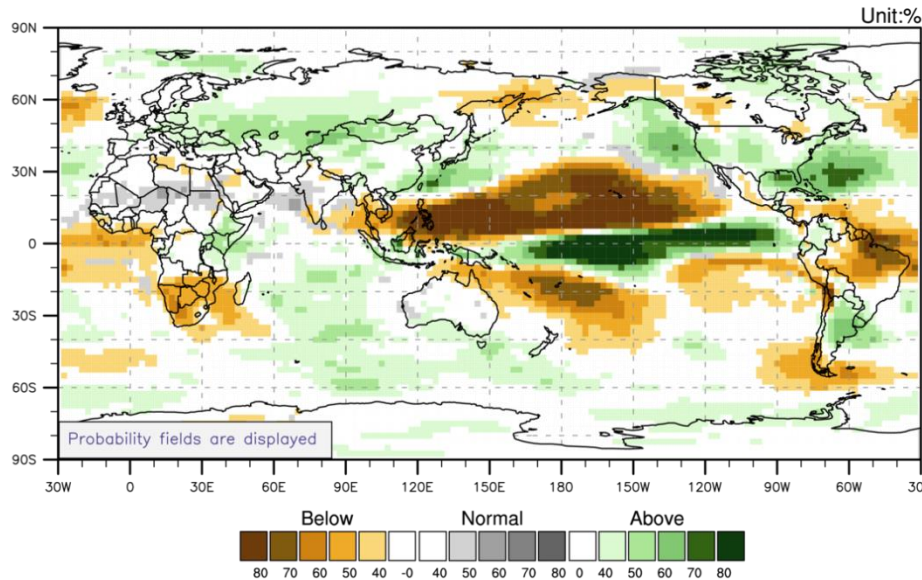 Unit:%
90N
60N
30N
0
30S
60S
90S
Probability fields are displayed
30W 0 30E 60E 90E 120E 150E 180 150W 120W 90W 60W 30W
Below Normal Above
80 70 60 50 40 -0 40 50 60 70 80 0 40 50 60 70 80